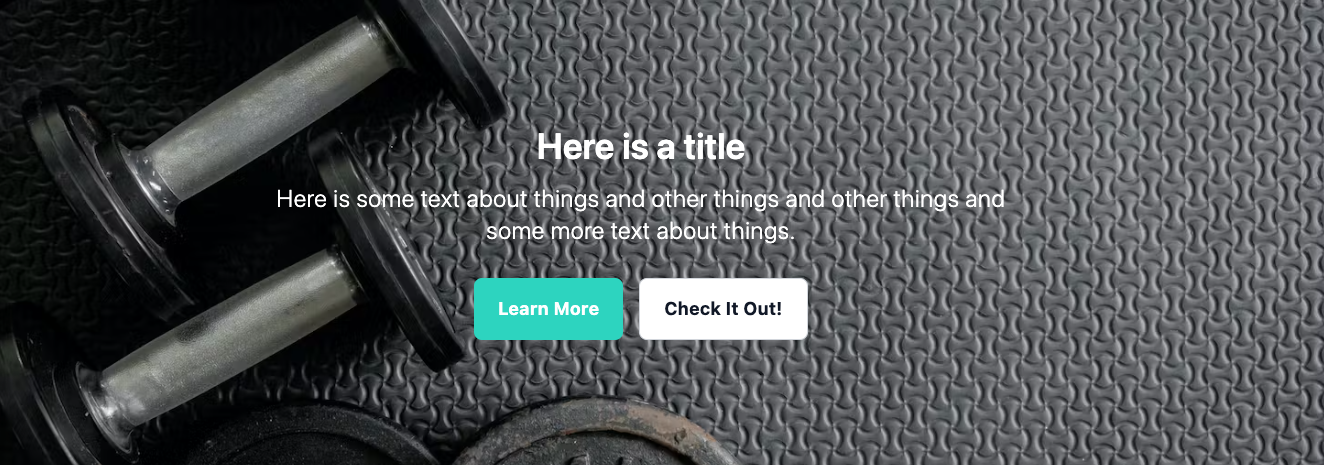 Here is a title
Here is some text about things and other things and other things and
some more text about things.
Learn More
Check It Out!